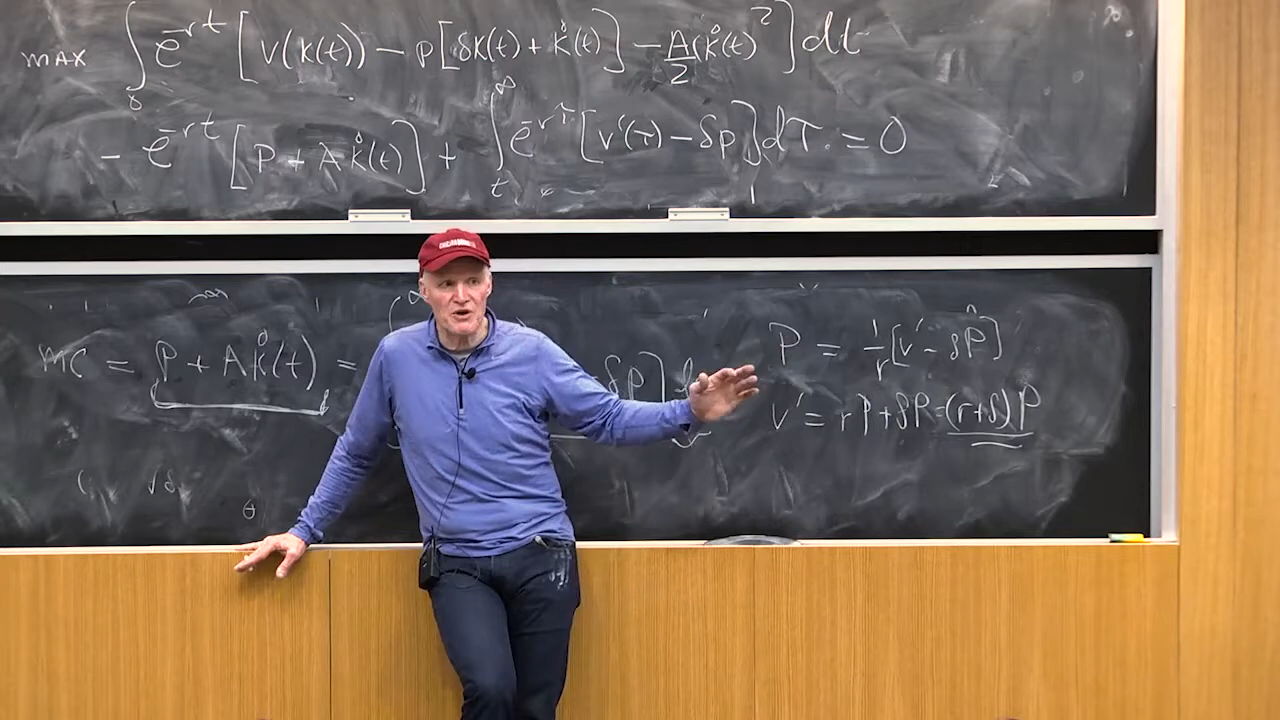 max ∫₀ e^{-rt} [V(K(t)) - p[δK(t) + K̊(t)] - A/2 (K̊(t)²] dt
- e^{-rt} [P + A K̊(t)] + ∫ₜ^∞ e^{-rτ} [V'(τ) - δp] dτ = 0
MC = P + A K̊(t) = δp]
P = 1/r [V' - δP]
V' = rP + δP = (r+δ)P